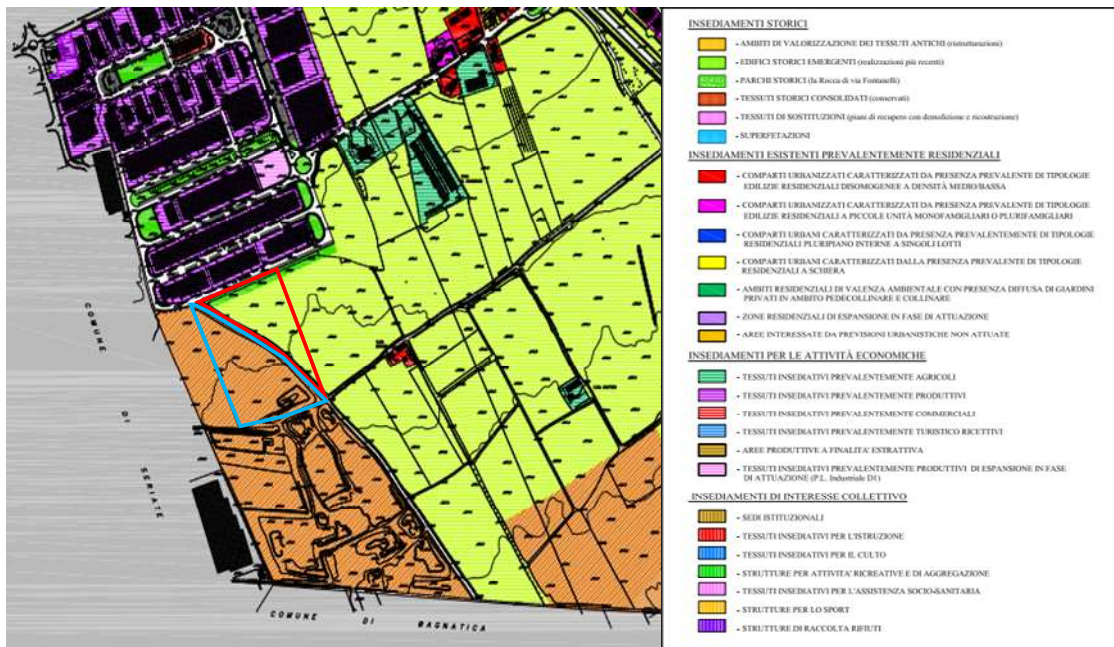 COMUNE
DI
SERIATE
COMUNE DI BAGNATICA
INSEDIAMENTI STORICI
- AMBITI DI VALORIZZAZIONE DEI TESSUTI ANTICHI (ristrutturazioni)
- EDIFICI STORICI EMERGENTI (realizzazioni più recenti)
- PARCHI STORICI (la Rocca di via Fontanelli)
- TESSUTI STORICI CONSOLIDATI (conservati)
- TESSUTI DI SOSTITUZIONI (piani di recupero con demolizione e ricostruzione)
- SUPERFETAZIONI
INSEDIAMENTI ESISTENTI PREVALENTEMENTE RESIDENZIALI
- COMPARTI URBANIZZATI CARATTERIZZATI DA PRESENZA PREVALENTE DI TIPOLOGIE
EDILIZIE RESIDENZIALI DISOMOGENEE A DENSITÀ MEDIO/BASSA
- COMPARTI URBANIZZATI CARATTERIZZATI DA PRESENZA PREVALENTE DI TIPOLOGIE
EDILIZIE RESIDENZIALI A PICCOLE UNITÀ MONOFAMIGLIARI O PLURIFAMIGLIARI
- COMPARTI URBANI CARATTERIZZATI DA PRESENZA PREVALENTEMENTE DI TIPOLOGIE
RESIDENZIALI PLURIPIANO INTERNE A SINGOLI LOTTI
- COMPARTI URBANI CARATTERIZZATI DALLA PRESENZA PREVALENTE DI TIPOLOGIE
RESIDENZIALI A SCHIERA
- AMBITI RESIDENZIALI DI VALENZA AMBIENTALE CON PRESENZA DIFFUSA DI GIARDINI
PRIVATI IN AMBITO PEDECOLLINARE E COLLINARE
- ZONE RESIDENZIALI DI ESPANSIONE IN FASE DI ATTUAZIONE
- AREE INTERESSATE DA PREVISIONI URBANISTICHE NON ATTUATE
INSEDIAMENTI PER LE ATTIVITÀ ECONOMICHE
- TESSUTI INSEDIATIVI PREVALENTEMENTE AGRICOLI
- TESSUTI INSEDIATIVI PREVALENTEMENTE PRODUTTIVI
- TESSUTI INSEDIATIVI PREVALENTEMENTE COMMERCIALI
- TESSUTI INSEDIATIVI PREVALENTEMENTE TURISTICO RICETTIVI
- AREE PRODUTTIVE A FINALITA' ESTRATTIVA
- TESSUTI INSEDIATIVI PREVALENTEMENTE PRODUTTIVI DI ESPANSIONE IN FASE
DI ATTUAZIONE (P.L. Industriale D1)
INSEDIAMENTI DI INTERESSE COLLETTIVO
- SEDI ISTITUZIONALI
- TESSUTI INSEDIATIVI PER L'ISTRUZIONE
- TESSUTI INSEDIATIVI PER IL CULTO
- STRUTTURE PER ATTIVITA' RICREATIVE E DI AGGREGAZIONE
- TESSUTI INSEDIATIVI PER L'ASSISTENZA SOCIO-SANITARIA
- STRUTTURE PER LO SPORT
- STRUTTURE DI RACCOLTA RIFIUTI